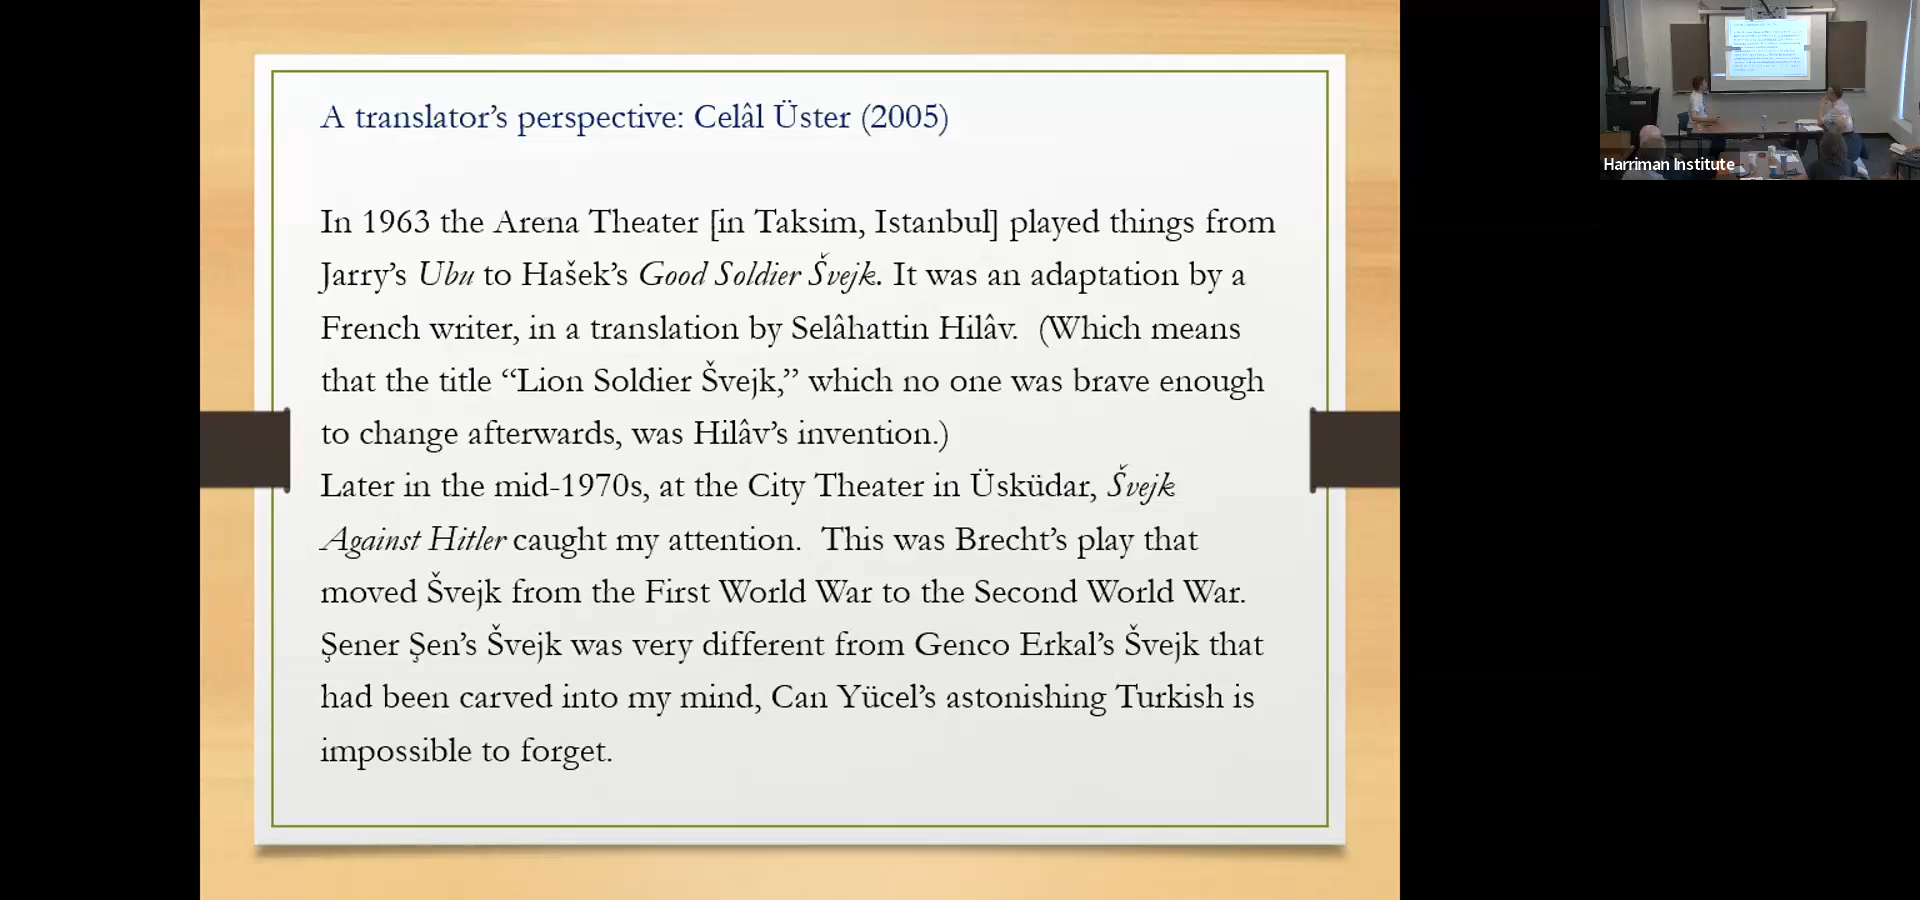 A translator’s perspective: Celâl Üster (2005)
In 1963 the Arena Theater [in Taksim, Istanbul] played things from
Jarry’s Ubu to Hašek’s Good Soldier Švejk. It was an adaptation by a
French writer, in a translation by Selâhattin Hilâv. (Which means
that the title “Lion Soldier Švejk,” which no one was brave enough
to change afterwards, was Hilâv’s invention.)
Later in the mid-1970s, at the City Theater in Üsküdar, Švejk
Against Hitler caught my attention. This was Brecht’s play that
moved Švejk from the First World War to the Second World War.
Şener Şen’s Švejk was very different from Genco Erkal’s Švejk that
had been carved into my mind, Can Yücel’s astonishing Turkish is
impossible to forget.
Harriman Institute